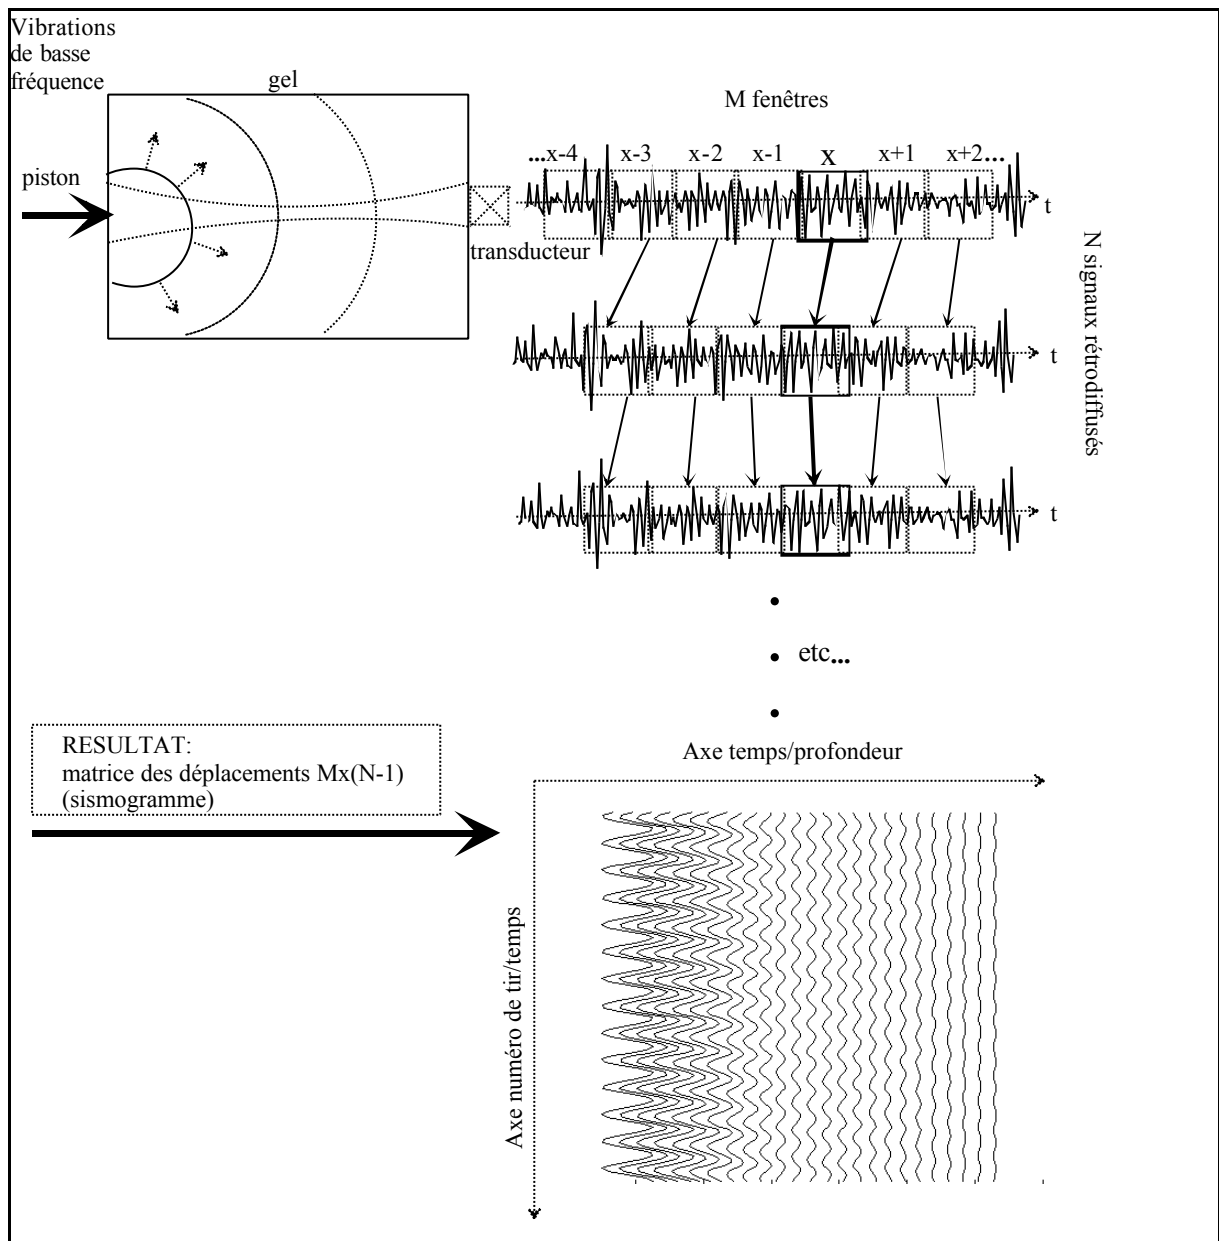 Vibrations
de basse
fréquence
gel
piston
transducteur
M fenêtres
...x-4 x-3 x-2 x-1 x x+1 x+2...
t
t
t
N signaux rétrodiffusés
etc...
RESULTAT:
matrice des déplacements Mx(N-1)
(sismogramme)
Axe temps/profondeur
Axe numéro de tir/temps